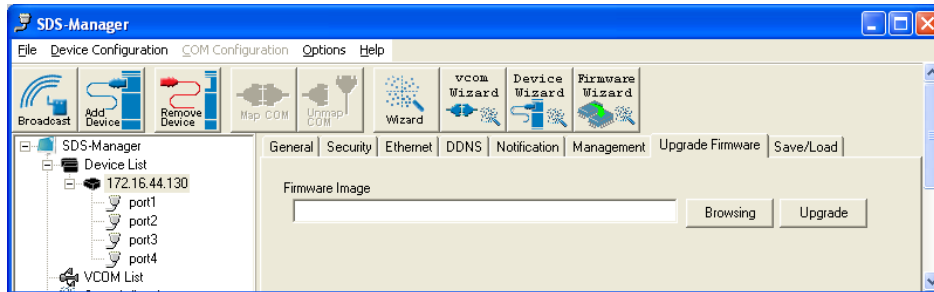 SDS-Manager
File Device Configuration COM Configuration Options Help
Broadcast
Add Device
Remove Device
Map COM
Unmap COM
Wizard
vcom Wizard
Device Wizard
Firmware Wizard
SDS-Manager
Device List
172.16.44.130
port1
port2
port3
port4
VCOM List
General Security Ethernet DDNS Notification Management Upgrade Firmware Save/Load
Firmware Image
Browsing Upgrade